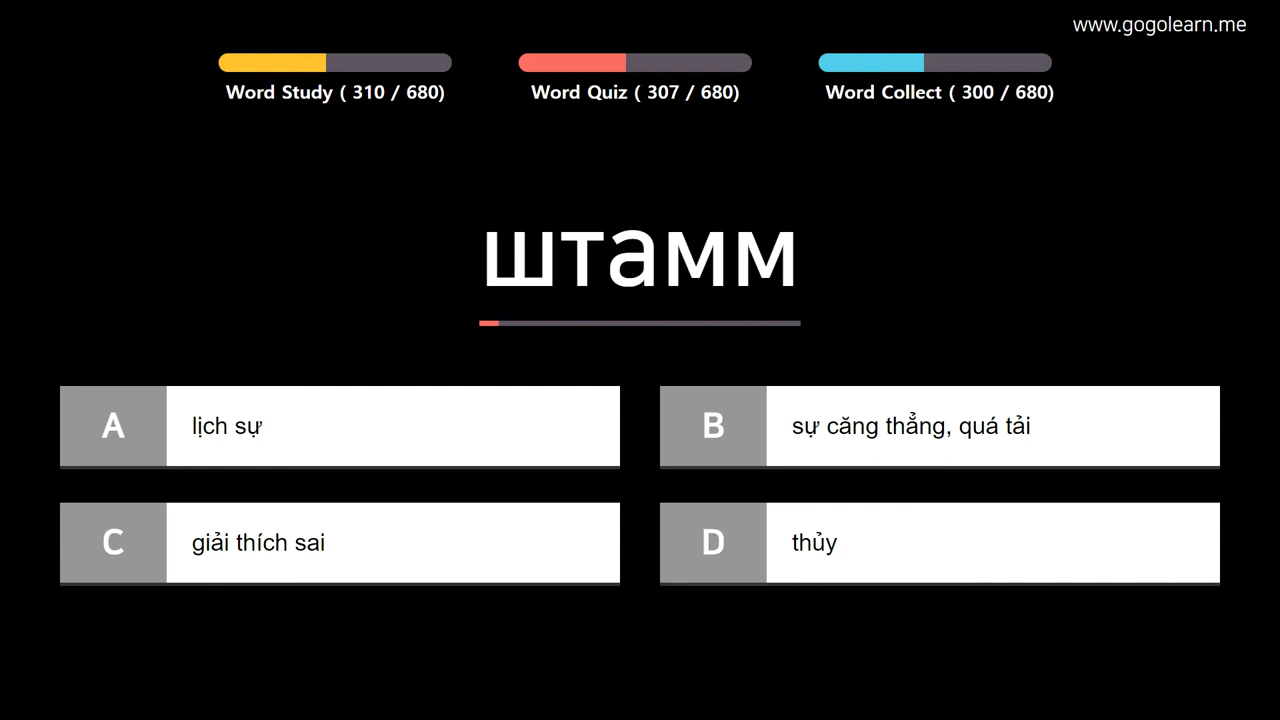 www.gogolearn.me
Word Study ( 310 / 680)
Word Quiz ( 307 / 680)
Word Collect ( 300 / 680)
штамм
A
lịch sự
B
sự căng thẳng, quá tải
C
giải thích sai
D
thủy